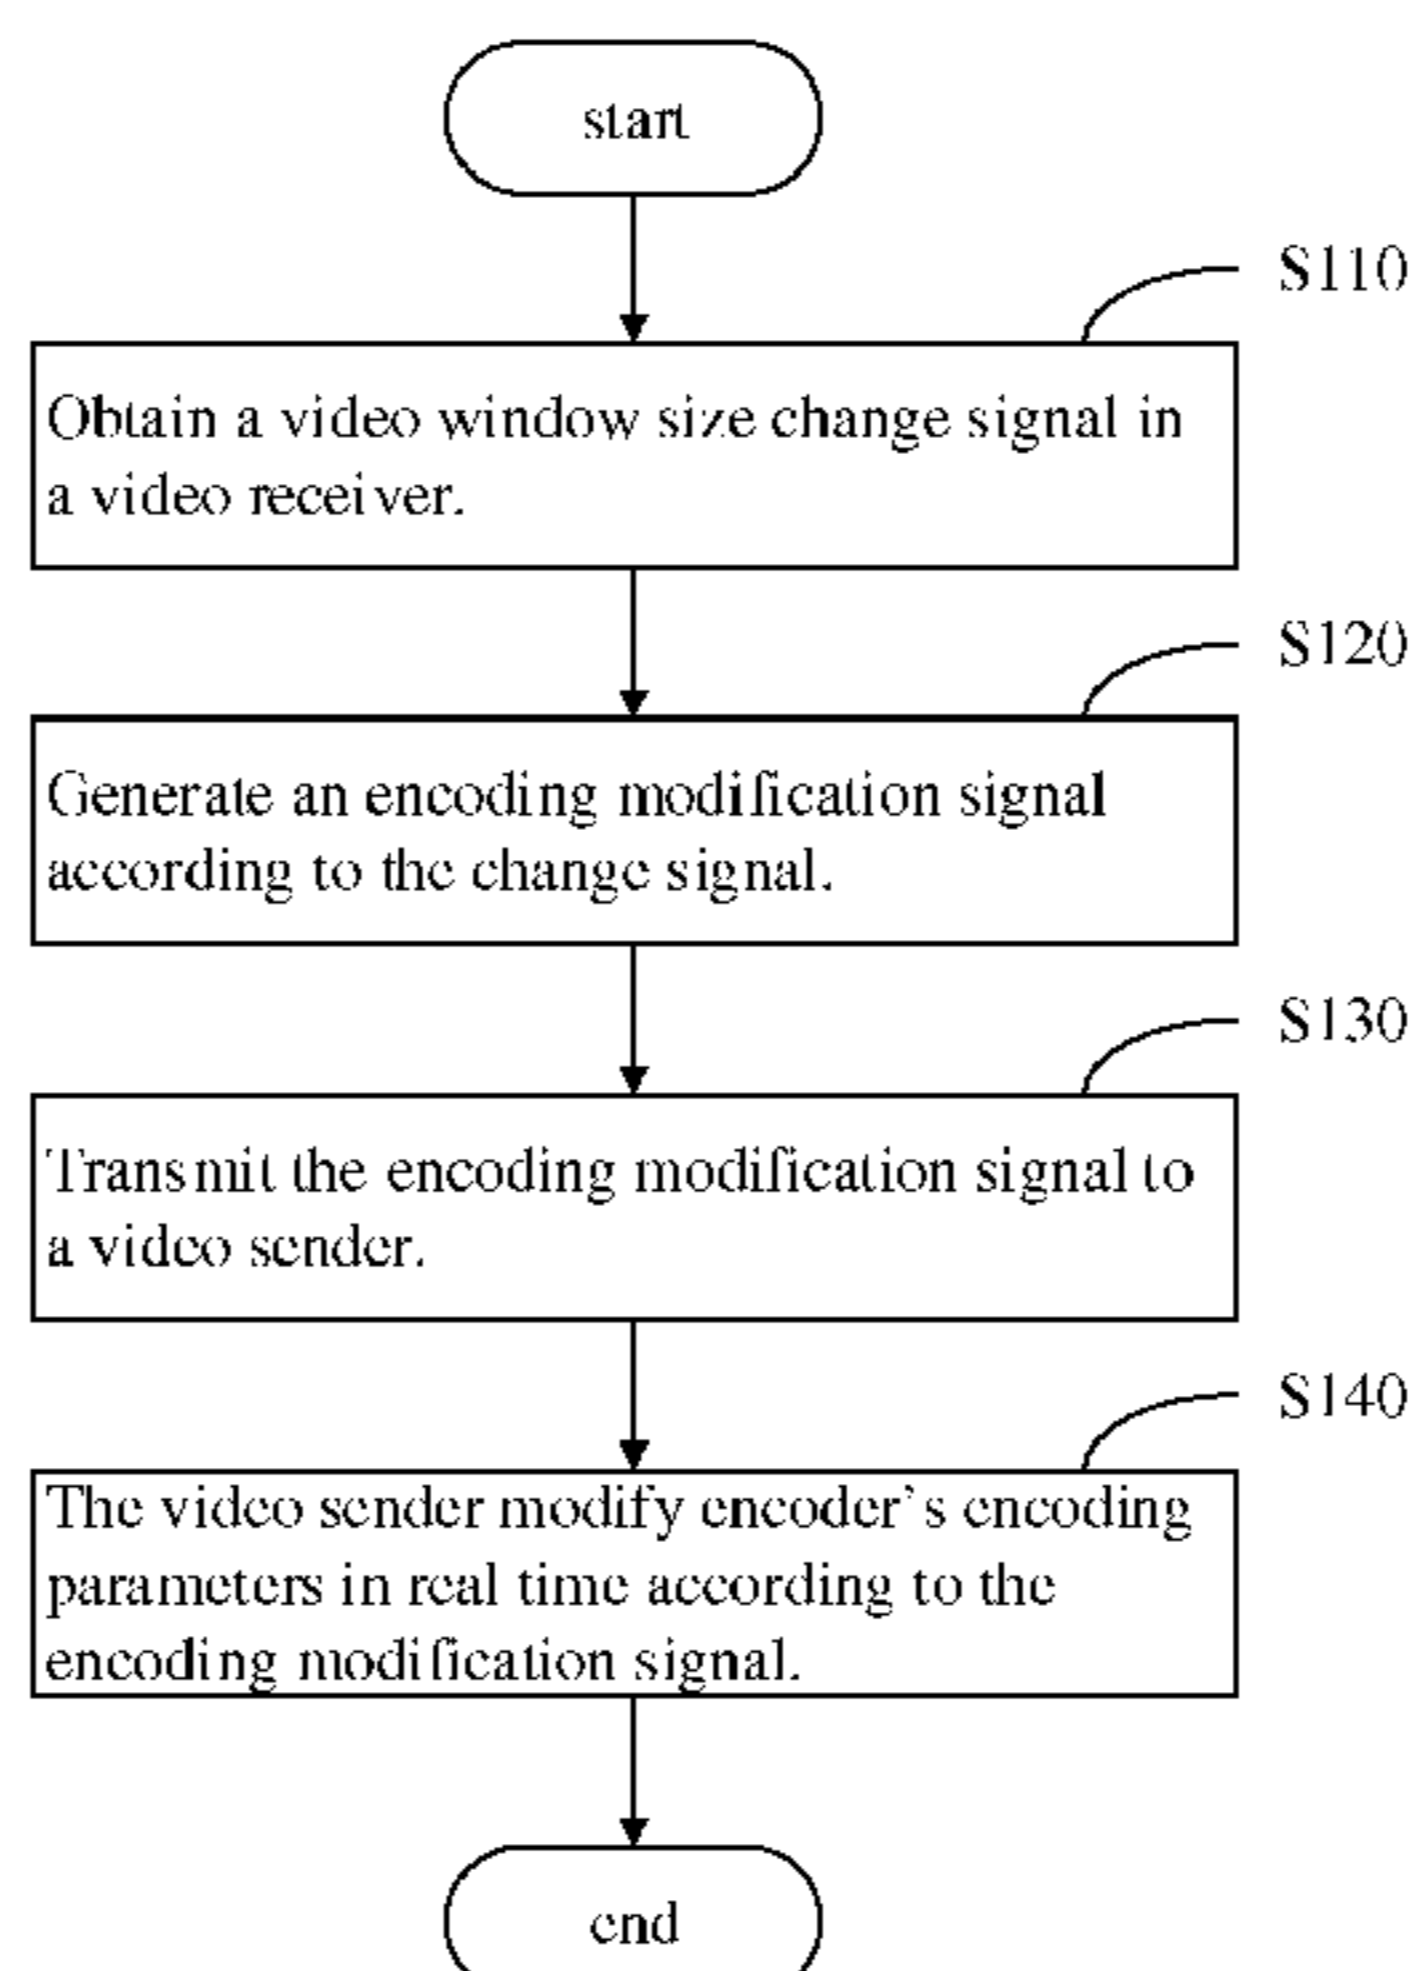 start
S110
Obtain a video window size change signal in
a video receiver.
S120
Generate an encoding modification signal
according to the change signal.
S130
Transmit the encoding modification signal to
a video sender.
S140
The video sender modify encoder's encoding
parameters in real time according to the
encoding modification signal.
end